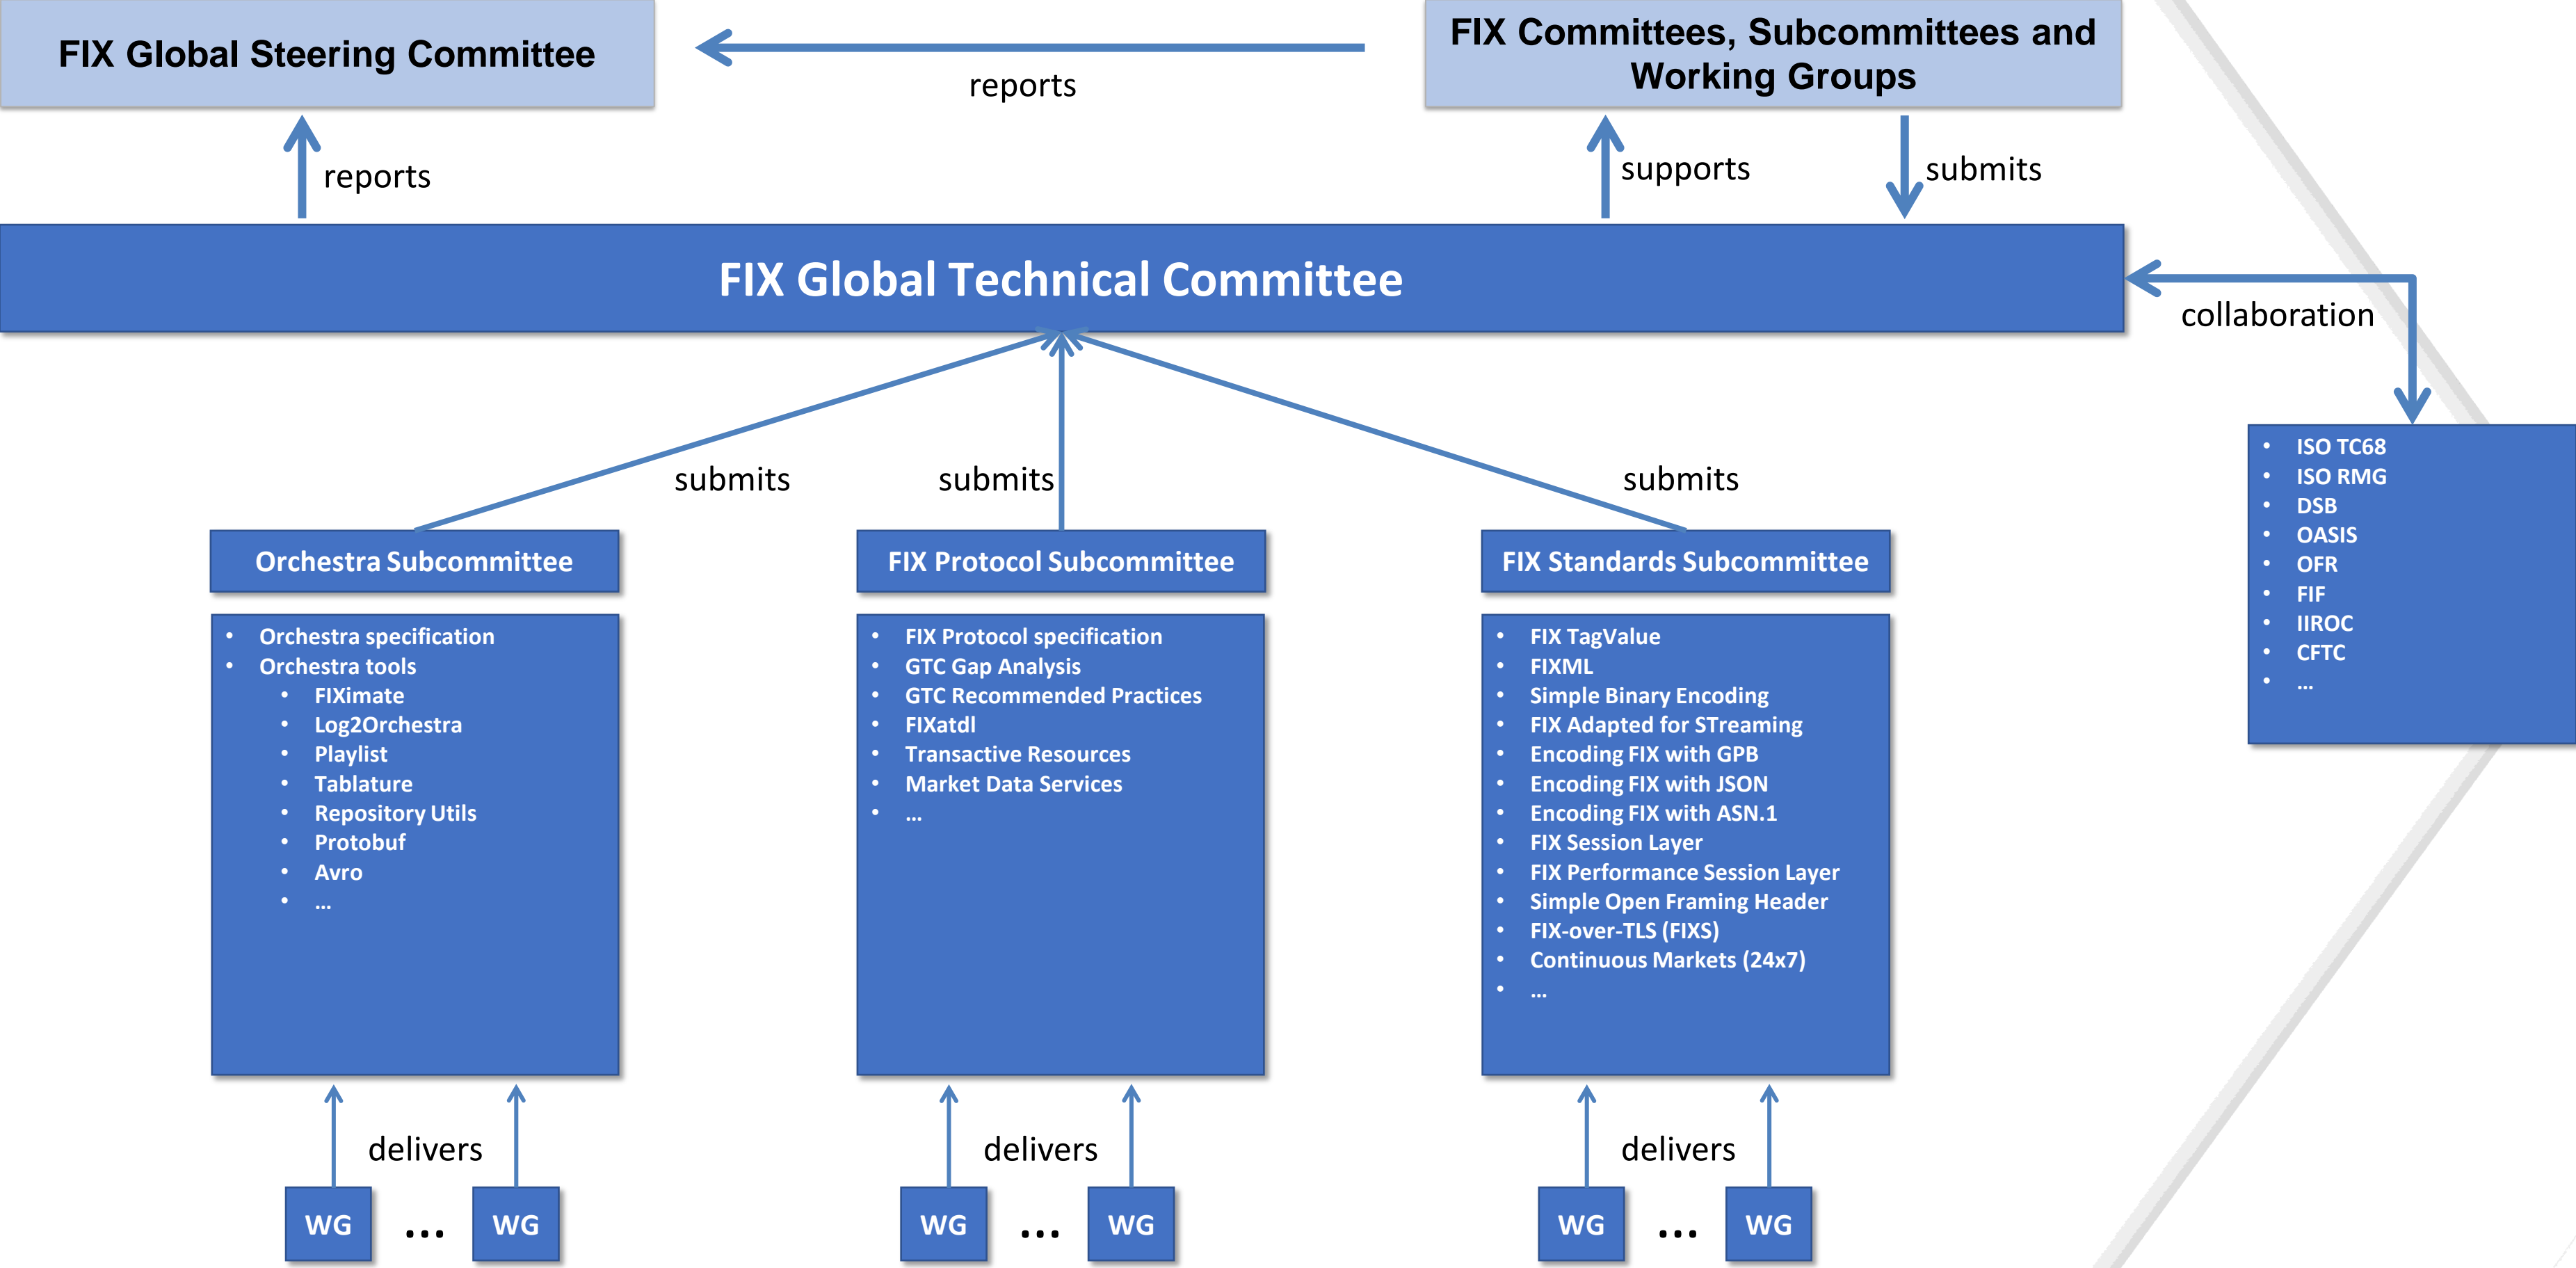 FIX Global Steering Committee
reports
FIX Committees, Subcommittees and
Working Groups
reports
supports
submits
FIX Global Technical Committee
collaboration
submits
submits
submits
• ISO TC68
• ISO RMG
• DSB
• OASIS
• OFR
• FIF
• IIROC
• CFTC
• ...
Orchestra Subcommittee
• Orchestra specification
• Orchestra tools
• FIXimate
• Log2Orchestra
• Playlist
• Tablature
• Repository Utils
• Protobuf
• Avro
• ...
FIX Protocol Subcommittee
• FIX Protocol specification
• GTC Gap Analysis
• GTC Recommended Practices
• FIXatdl
• Transactive Resources
• Market Data Services
• ...
FIX Standards Subcommittee
• FIX TagValue
• FIXML
• Simple Binary Encoding
• FIX Adapted for STreaming
• Encoding FIX with GPB
• Encoding FIX with JSON
• Encoding FIX with ASN.1
• FIX Session Layer
• FIX Performance Session Layer
• Simple Open Framing Header
• FIX-over-TLS (FIXS)
• Continuous Markets (24x7)
• ...
delivers
WG ... WG
delivers
WG ... WG
delivers
WG ... WG